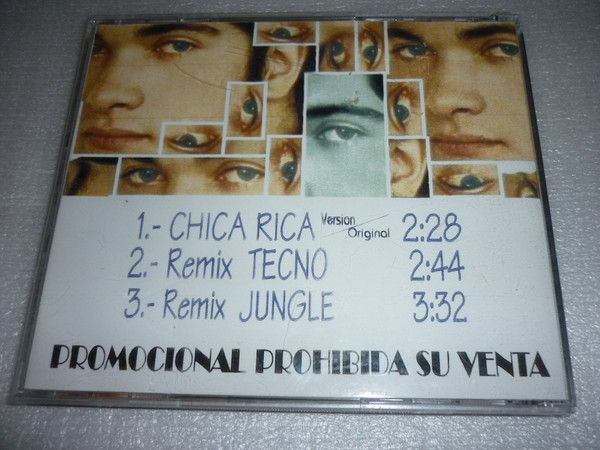 1.- CHICA RICA Version Original 2:28
2.- Remix TECNO 2:44
3.- Remix JUNGLE 3:32
PROMOCIONAL PROHIBIDA SU VENTA